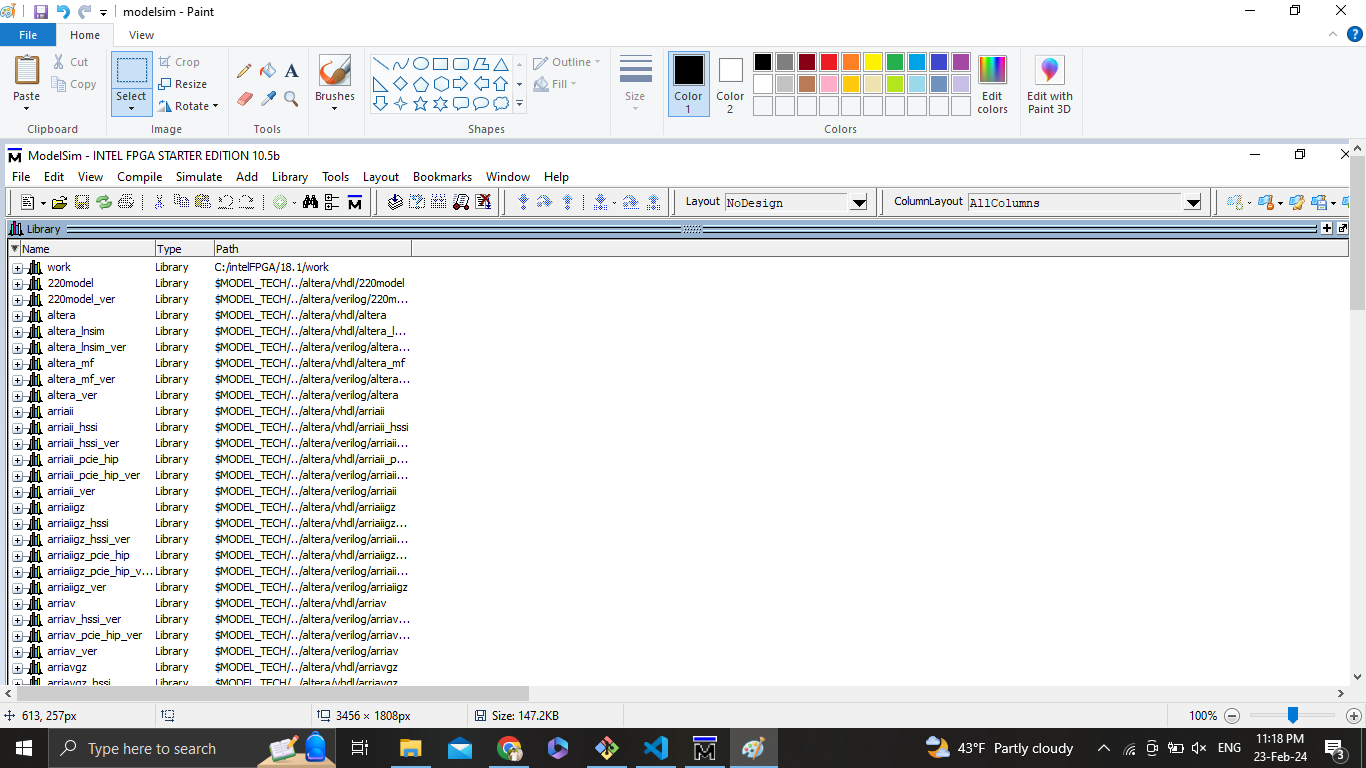 modelsim - Paint
File Home View
Paste Cut Copy Clipboard
Select Crop Resize Rotate Image
Tools
Brushes
Outline Fill Shapes
Size
Color 1 Color 2 Edit colors Colors
Edit with Paint 3D
ModelSim - INTEL FPGA STARTER EDITION 10.5b
File Edit View Compile Simulate Add Library Tools Layout Bookmarks Window Help
Layout NoDesign ColumnLayout AllColumns
Library
Name Type Path
work Library C:/intelFPGA/18.1/work
220model Library $MODEL_TECH/../altera/vhdl/220model
220model_ver Library $MODEL_TECH/../altera/verilog/220m...
altera Library $MODEL_TECH/../altera/vhdl/altera
altera_lnsim Library $MODEL_TECH/../altera/vhdl/altera_l...
altera_lnsim_ver Library $MODEL_TECH/../altera/verilog/altera...
altera_mf Library $MODEL_TECH/../altera/vhdl/altera_mf
altera_mf_ver Library $MODEL_TECH/../altera/verilog/altera...
altera_ver Library $MODEL_TECH/../altera/verilog/altera
arriaii Library $MODEL_TECH/../altera/vhdl/arriaii
arriaii_hssi Library $MODEL_TECH/../altera/vhdl/arriaii_hssi
arriaii_hssi_ver Library $MODEL_TECH/../altera/verilog/arriaii...
arriaii_pcie_hip Library $MODEL_TECH/../altera/vhdl/arriaii_p...
arriaii_pcie_hip_ver Library $MODEL_TECH/../altera/verilog/arriaii...
arriaii_ver Library $MODEL_TECH/../altera/verilog/arriaii
arriaiigz Library $MODEL_TECH/../altera/vhdl/arriaiigz
arriaiigz_hssi Library $MODEL_TECH/../altera/vhdl/arriaiigz...
arriaiigz_hssi_ver Library $MODEL_TECH/../altera/verilog/arriaii...
arriaiigz_pcie_hip Library $MODEL_TECH/../altera/vhdl/arriaiigz...
arriaiigz_pcie_hip_v... Library $MODEL_TECH/../altera/verilog/arriaii...
arriaiigz_ver Library $MODEL_TECH/../altera/verilog/arriaiigz
arriav Library $MODEL_TECH/../altera/vhdl/arriav
arriav_hssi_ver Library $MODEL_TECH/../altera/verilog/arriav...
arriav_pcie_hip_ver Library $MODEL_TECH/../altera/verilog/arriav...
arriav_ver Library $MODEL_TECH/../altera/verilog/arriav
arriavgz Library $MODEL_TECH/../altera/vhdl/arriavgz
arriavgz_hssi Library $MODEL_TECH/../altera/vhdl/arriavgz
613, 257px 3456 × 1808px Size: 147.2KB 100%
Type here to search 43°F Partly cloudy ENG 11:18 PM
23-Feb-24 3